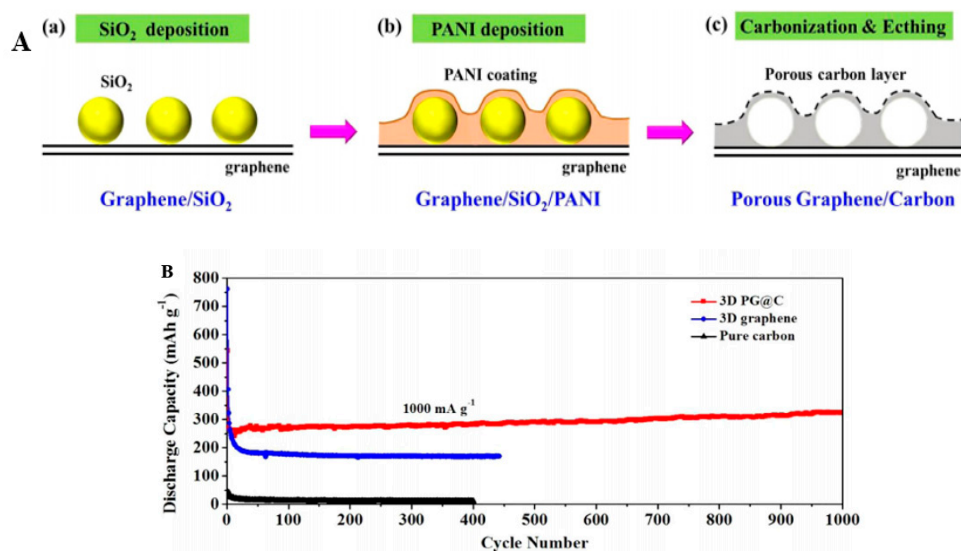 A
(a) SiO₂ deposition
(b) PANI deposition
(c) Carbonization & Ecthing
SiO₂
PANI coating
Porous carbon layer
graphene
graphene
graphene
Graphene/SiO₂
Graphene/SiO₂/PANI
Porous Graphene/Carbon
B
800
700
600
500
400
300
200
100
0
Discharge Capacity (mAh g⁻¹)
3D PG@C
3D graphene
Pure carbon
1000 mA g⁻¹
0 100 200 300 400 500 600 700 800 900 1000
Cycle Number